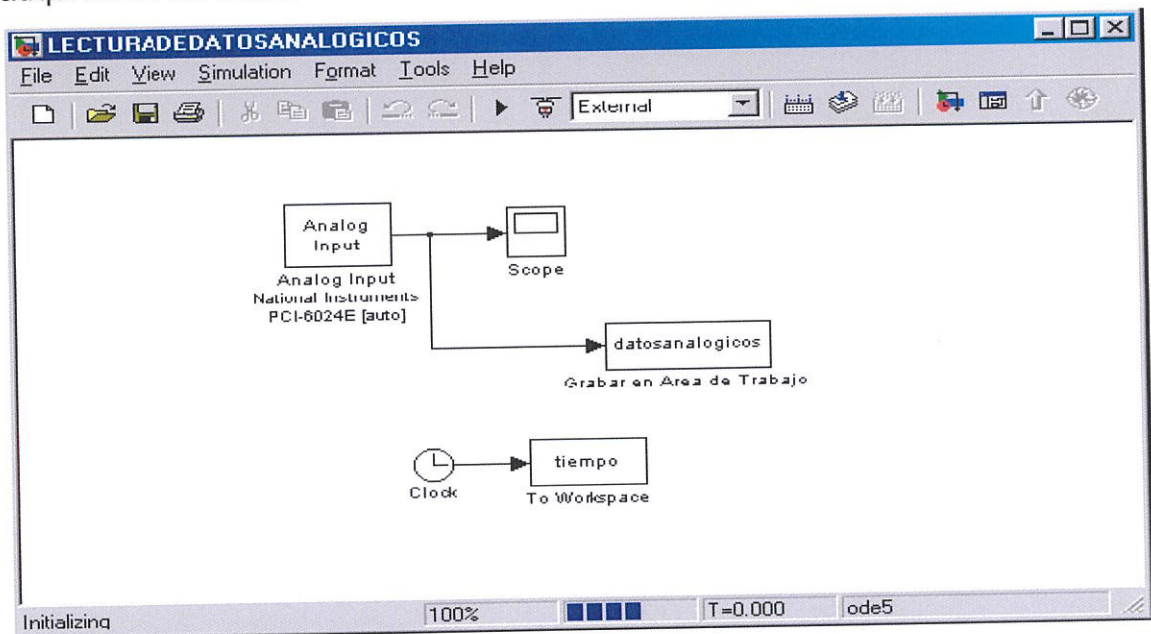 LECTURADEDATOSANALOGICOS
File Edit View Simulation Format Tools Help
External
Analog
Input
Analog Input
National Instruments
PCI-6024E [auto]
Scope
datosanalogicos
Grabar en Area de Trabajo
Clock
tiempo
To Workspace
Initializing 100% T=0.000 ode5